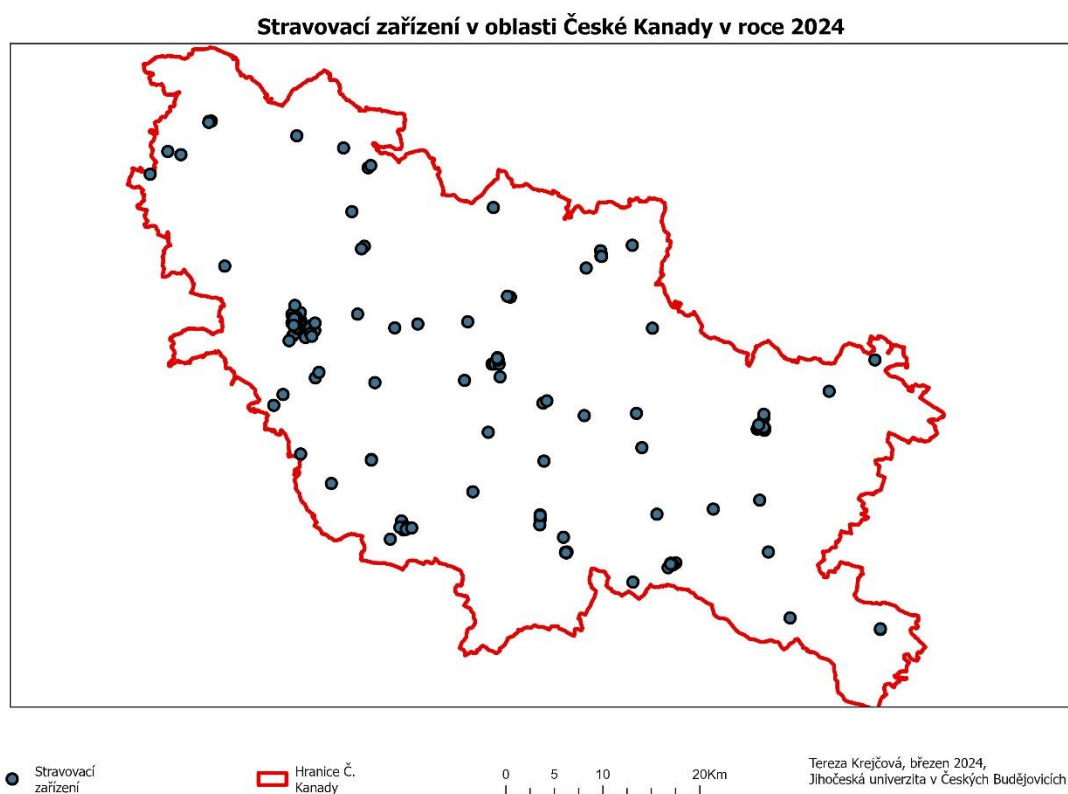 Stravovací zařízení v oblasti České Kanady v roce 2024
Stravovací
zařízení
Hranice Č.
Kanady
0 5 10 20Km
Tereza Krejčová, březen 2024,
Jihočeská univerzita v Českých Budějovicích